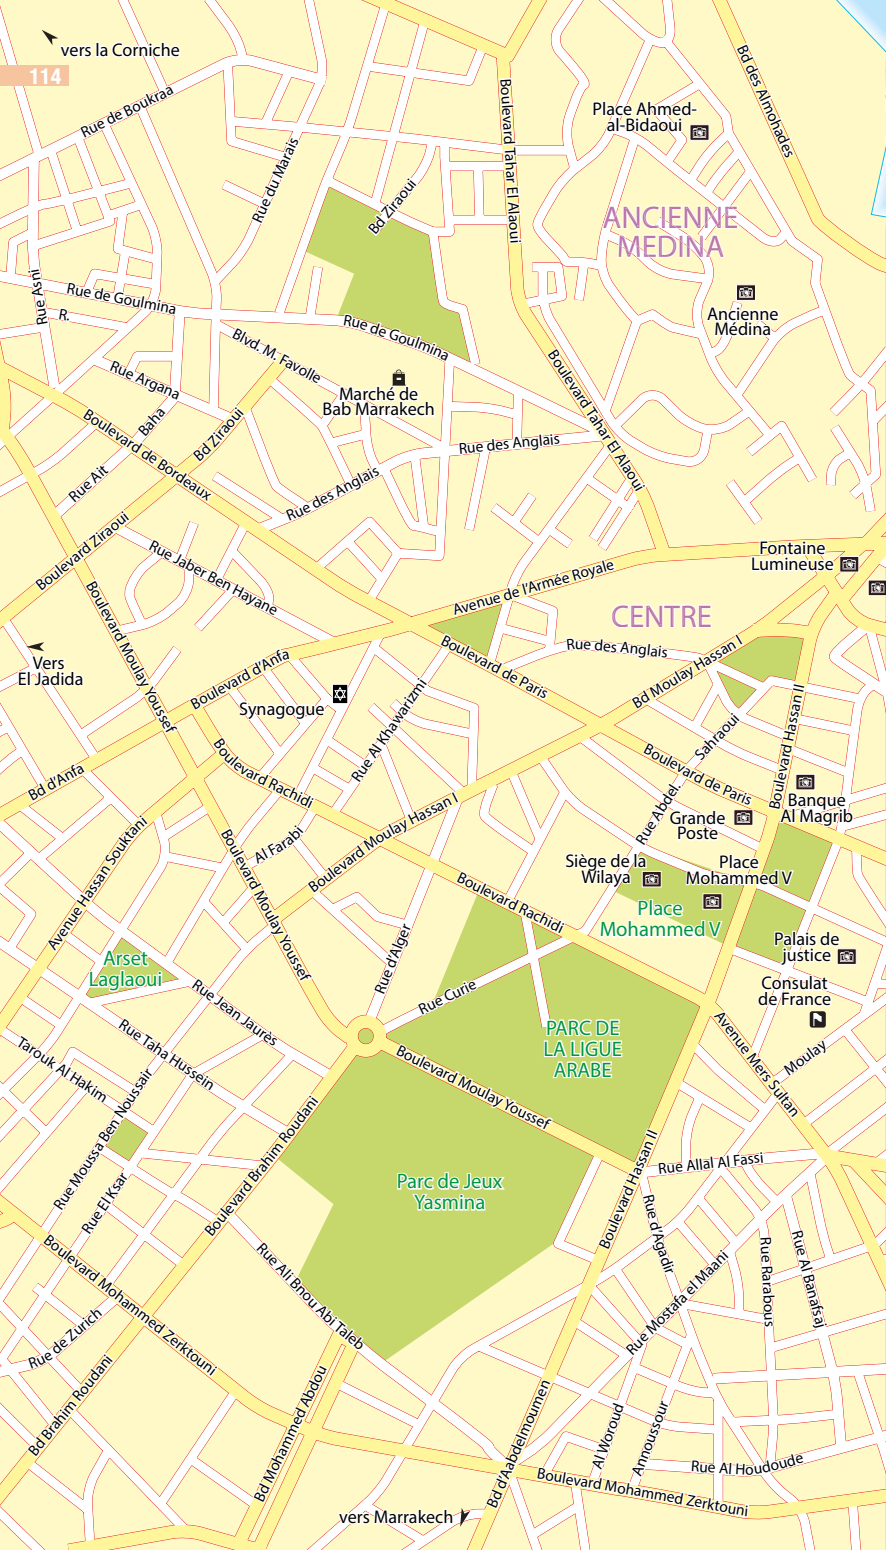 vers la Corniche
114
Rue de Boukraa
Bd des Almohades
Place Ahmed-
al-Bidaoui
Boulevard Tahar El Alaoui
Rue du Marais
Bd Ziraoui
ANCIENNE
MEDINA
Rue Asni
Rue de Goulmina
R.
Ancienne
Médina
Rue de Goulmina
Blvd. M. Favolle
Rue Argana
Marché de
Bab Marrakech
Boulevard Tahar El Alaoui
Baha
Bd Ziraoui
Boulevard de Bordeaux
Rue des Anglais
Rue Ait
Rue des Anglais
Boulevard Ziraoui
Rue Jaber Ben Hayane
Fontaine
Lumineuse
Avenue de l'Armée Royale
CENTRE
Boulevard Moulay Youssef
Vers
El Jadida
Rue des Anglais
Boulevard de Paris
Bd Moulay Hassan I
Boulevard d'Anfa
Synagogue
Rue Al Khawarizmi
Boulevard Hassan II
Sahraoui
Bd d'Anfa
Boulevard Rachidi
Boulevard de Paris
Rue Abdel.
Banque
Al Magrib
Grande
Poste
Boulevard Moulay Hassan I
Al Farabi
Avenue Hassan Souktani
Boulevard Moulay Youssef
Siège de la
Wilaya
Place
Mohammed V
Boulevard Rachidi
Place
Mohammed V
Palais de
justice
Arset
Laglaoui
Rue d'Alger
Rue Curie
Consulat
de France
Rue Jean Jaurès
Rue Taha Hussein
Tarouk Al Hakim
PARC DE
LA LIGUE
ARABE
Avenue Mers Sultan
Moulay
Boulevard Moulay Youssef
Rue Moussa Ben Noussair
Boulevard Brahim Roudani
Rue El Ksar
Parc de Jeux
Yasmina
Boulevard Hassan II
Rue Allal Al Fassi
Rue d'Agadir
Boulevard Mohammed Zerktouni
Rue Ali Bnou Abi Taleb
Rue Mostafa el Maani
Rue Rarabous
Rue Al Banafsaj
Rue de Zurich
Bd Brahim Roudani
Bd Mohammed Abdou
Bd d'Aabdelmoumen
Al Woroud
Annoussour
Rue Al Houdoude
Boulevard Mohammed Zerktouni
vers Marrakech